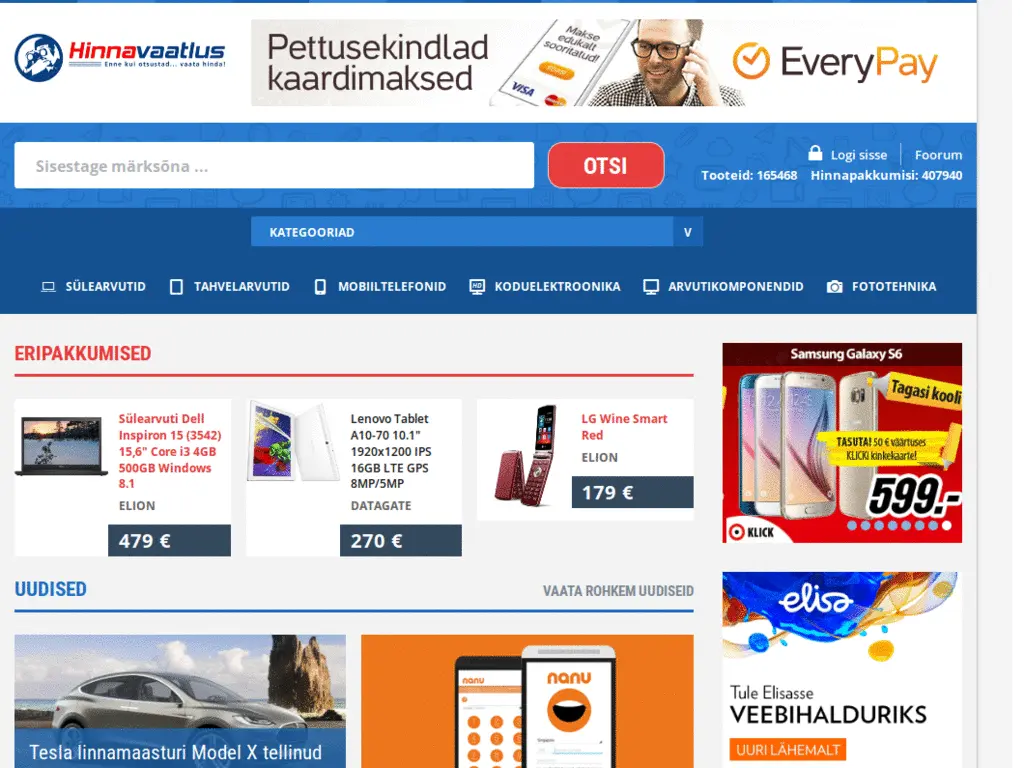 Hinnavaatlus
Enne kui otsustad... vaata hinda!
Pettusekindlad
kaardimaksed
Makse
edukalt
sooritatud!
VISA
EveryPay
Sisestage märksõna ...
OTSI
Logi sisse
Foorum
Tooteid: 165468 Hinnapakkumisi: 407940
KATEGOORIAD
V
SÜLEARVUTID
TAHVELARVUTID
MOBIILTELEFONID
HD
KODUELEKTROONIKA
ARVUTIKOMPONENDID
FOTOTEHNIKA
ERIPAKKUMISED
Sülearvuti Dell
Inspiron 15 (3542)
15,6" Core i3 4GB
500GB Windows
8.1
ELION
479 €
Lenovo Tablet
A10-70 10.1"
1920x1200 IPS
16GB LTE GPS
8MP/5MP
DATAGATE
270 €
LG Wine Smart
Red
ELION
179 €
Samsung Galaxy S6
Tagasi kooli
TASUTA! 50 € väärtuses
KLICKi kinkekaarte!
599.-
KLICK
UUDISED
VAATA ROHKEM UUDISEID
Tesla linnamaasturi Model X tellinud
nanu
nanu
elisa
Tule Elisasse
VEEBIHALDURIKS
UURI LÄHEMALT